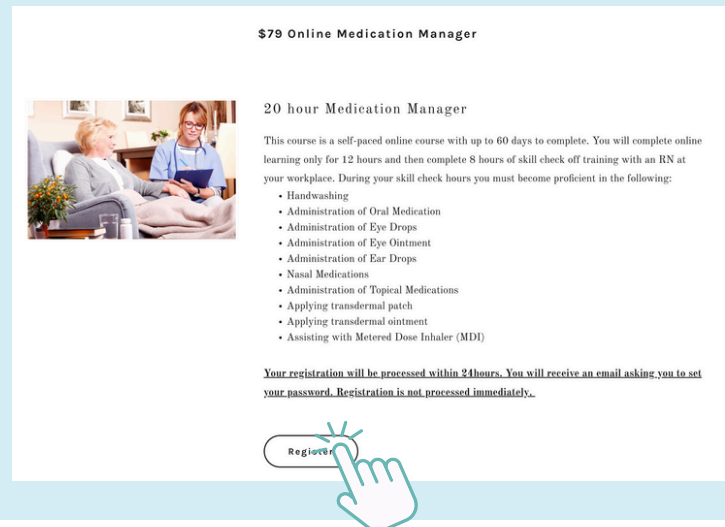 $79 Online Medication Manager
20 hour Medication Manager
This course is a self-paced online course with up to 60 days to complete. You will complete online
learning only for 12 hours and then complete 8 hours of skill check off training with an RN at
your workplace. During your skill check hours you must become proficient in the following:
• Handwashing
• Administration of Oral Medication
• Administration of Eye Drops
• Administration of Eye Ointment
• Administration of Ear Drops
• Nasal Medications
• Administration of Topical Medications
• Applying transdermal patch
• Applying transdermal ointment
• Assisting with Metered Dose Inhaler (MDI)
Your registration will be processed within 24hours. You will receive an email asking you to set
your password. Registration is not processed immediately.
Register